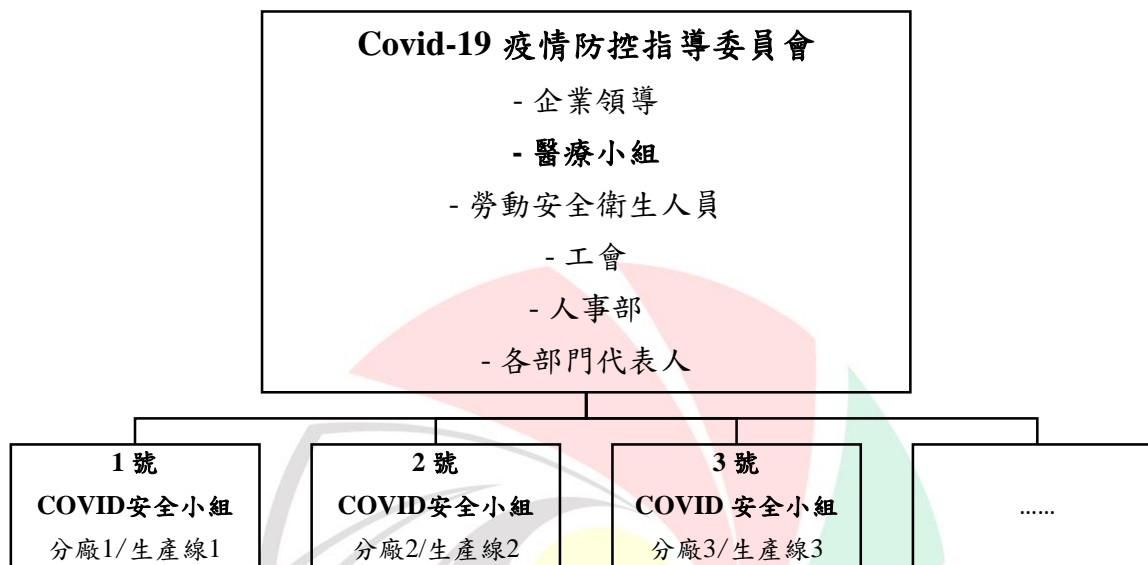 Covid-19 疫情防控指導委員會
- 企業領導
- 醫療小組
- 勞動安全衛生人員
- 工會
- 人事部
- 各部門代表人
1 號
COVID安全小組
分廠1/生產線1
2 號
COVID安全小組
分廠2/生產線2
3 號
COVID 安全小組
分廠3/生產線3
......